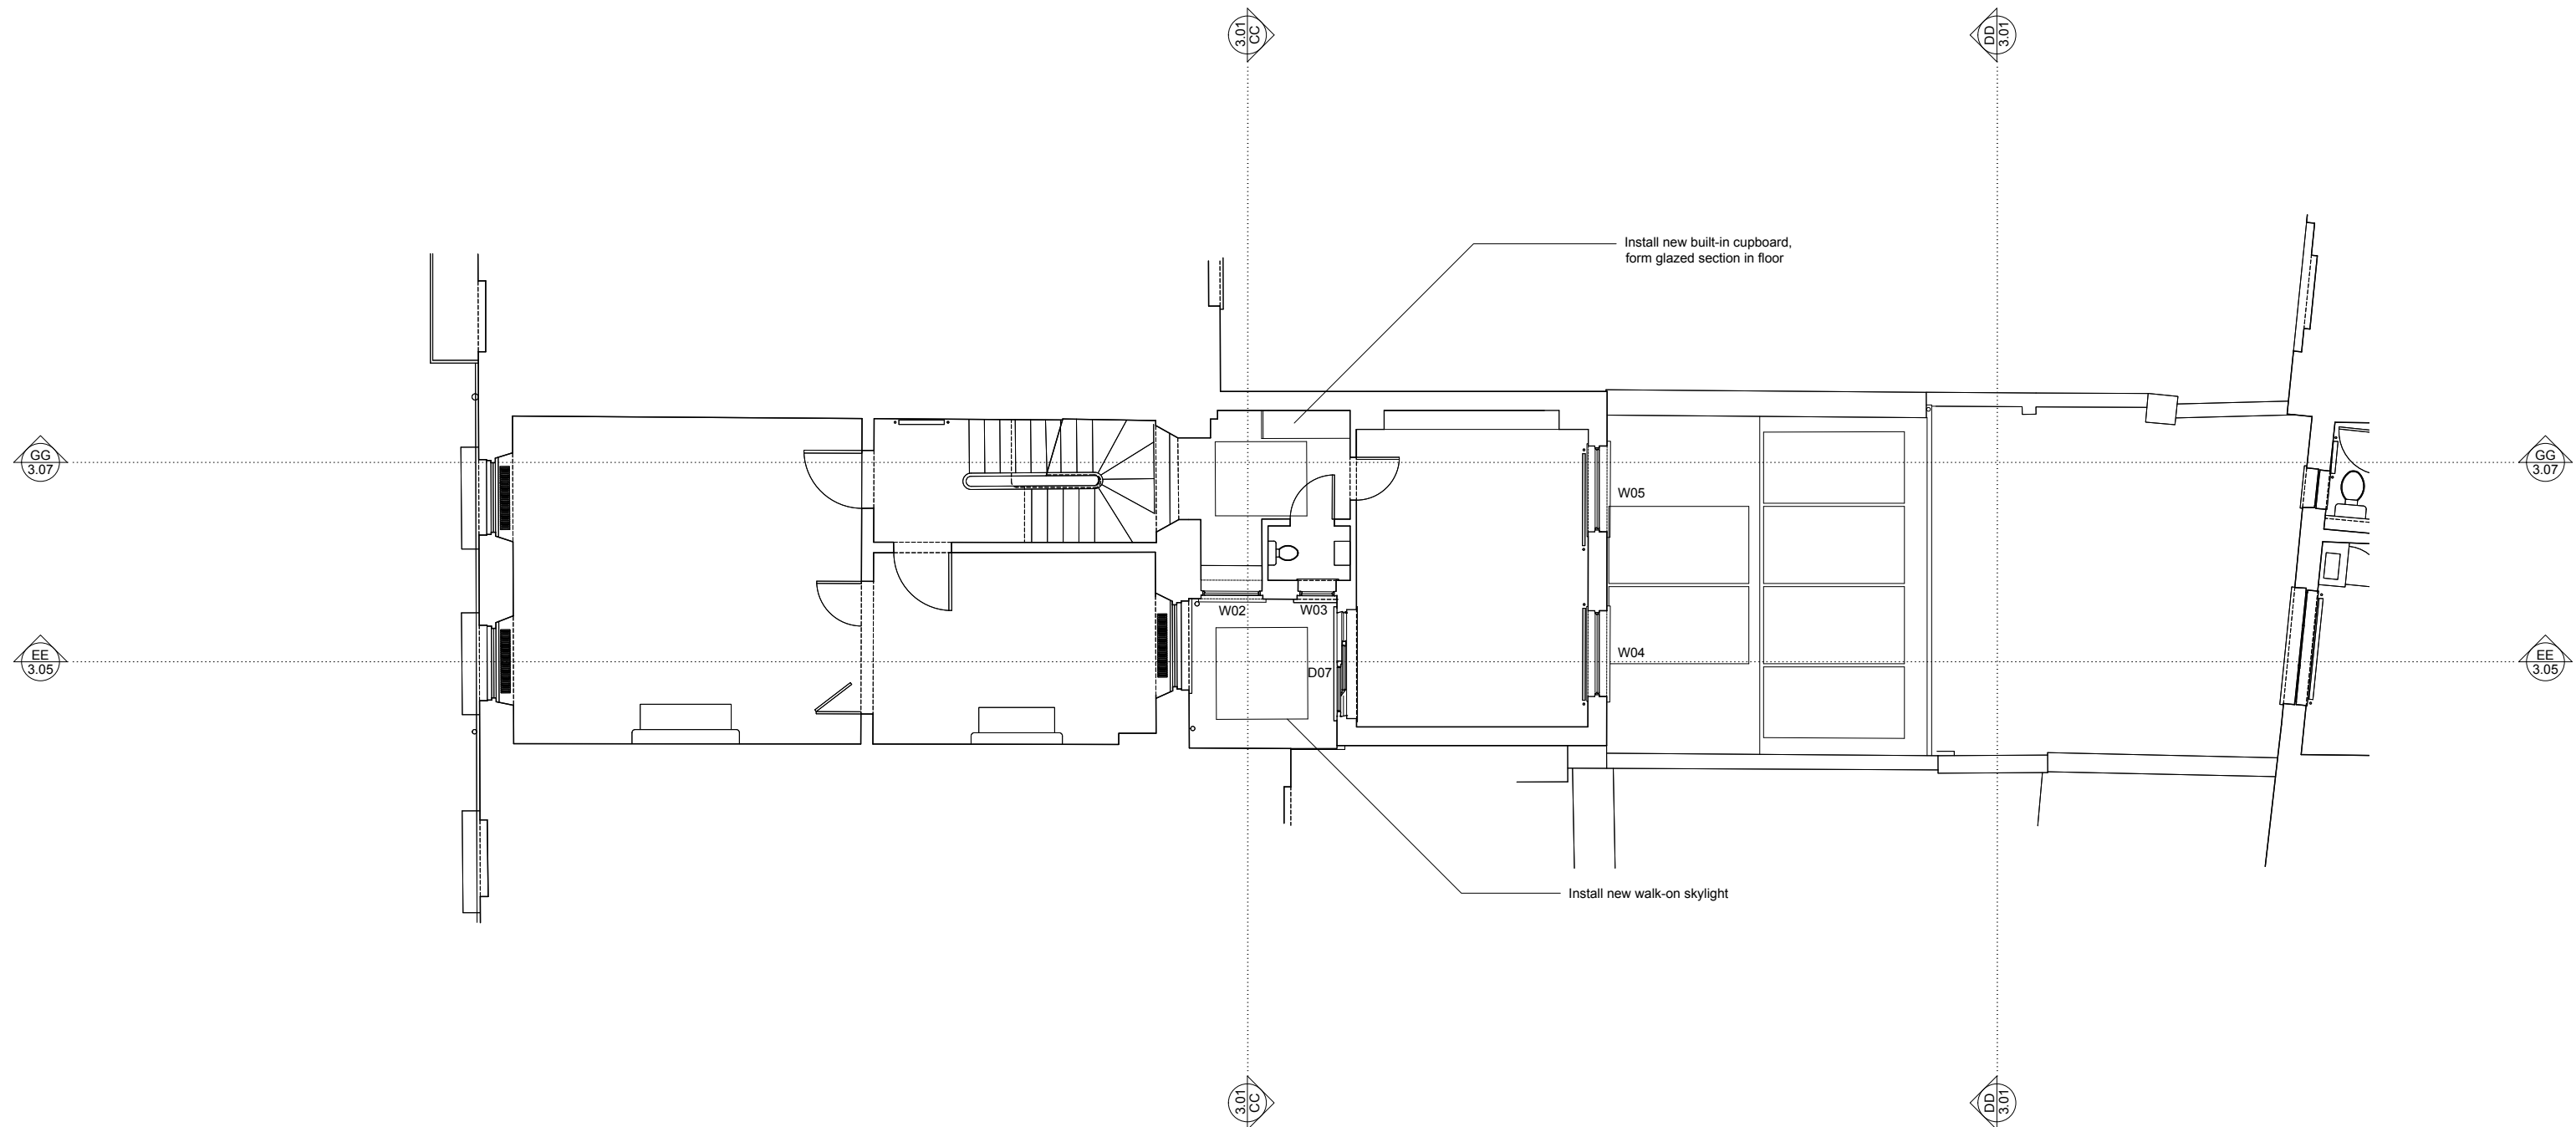 3.01
CC
DD
3.01
Install new built-in cupboard,
form glazed section in floor
GG
3.07
GG
3.07
W05
W02
W03
EE
3.05
W04
EE
3.05
D07
Install new walk-on skylight
3.01
CC
DD
3.01